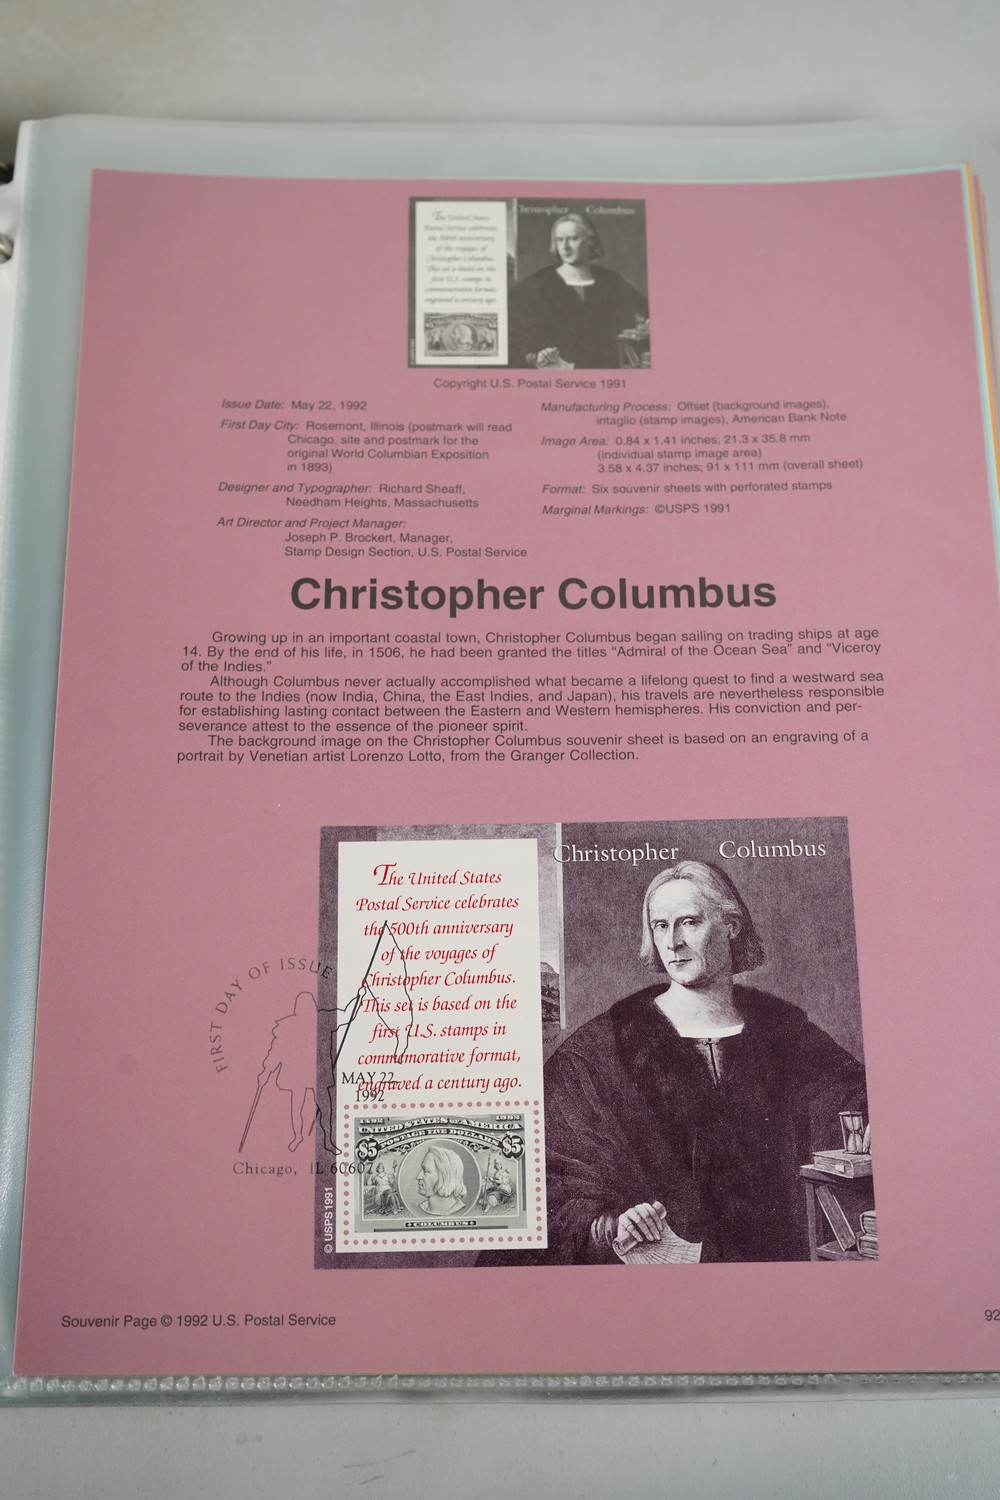 Christopher Columbus
The United States
Postal Service celebrates
the 500th anniversary
of the voyages of
Christopher Columbus.
This set is based on the
first U.S. stamps in
commemorative format,
engraved a century ago.
Copyright U.S. Postal Service 1991
Issue Date: May 22, 1992
First Day City: Rosemont, Illinois (postmark will read
Chicago, site and postmark for the
original World Columbian Exposition
in 1893)
Designer and Typographer: Richard Sheaff,
Needham Heights, Massachusetts
Art Director and Project Manager:
Joseph P. Brockert, Manager,
Stamp Design Section, U.S. Postal Service
Manufacturing Process: Offset (background images),
intaglio (stamp images), American Bank Note
Image Area: 0.84 x 1.41 inches; 21.3 x 35.8 mm
(individual stamp image area)
3.58 x 4.37 inches; 91 x 111 mm (overall sheet)
Format: Six souvenir sheets with perforated stamps
Marginal Markings: ©USPS 1991
Christopher Columbus
Growing up in an important coastal town, Christopher Columbus began sailing on trading ships at age
14. By the end of his life, in 1506, he had been granted the titles “Admiral of the Ocean Sea” and “Viceroy
of the Indies.”
Although Columbus never actually accomplished what became a lifelong quest to find a westward sea
route to the Indies (now India, China, the East Indies, and Japan), his travels are nevertheless responsible
for establishing lasting contact between the Eastern and Western hemispheres. His conviction and per-
severance attest to the essence of the pioneer spirit.
The background image on the Christopher Columbus souvenir sheet is based on an engraving of a
portrait by Venetian artist Lorenzo Lotto, from the Granger Collection.
Christopher Columbus
The United States
Postal Service celebrates
the 500th anniversary
of the voyages of
Christopher Columbus.
This set is based on the
first U.S. stamps in
commemorative format,
engraved a century ago.
FIRST DAY OF ISSUE
MAY 22
1992
Chicago, IL 60607
1492 1992
UNITED STATES OF AMERICA
$5 POSTAGE FIVE DOLLARS $5
COLUMBUS
© USPS 1991
Souvenir Page © 1992 U.S. Postal Service
92